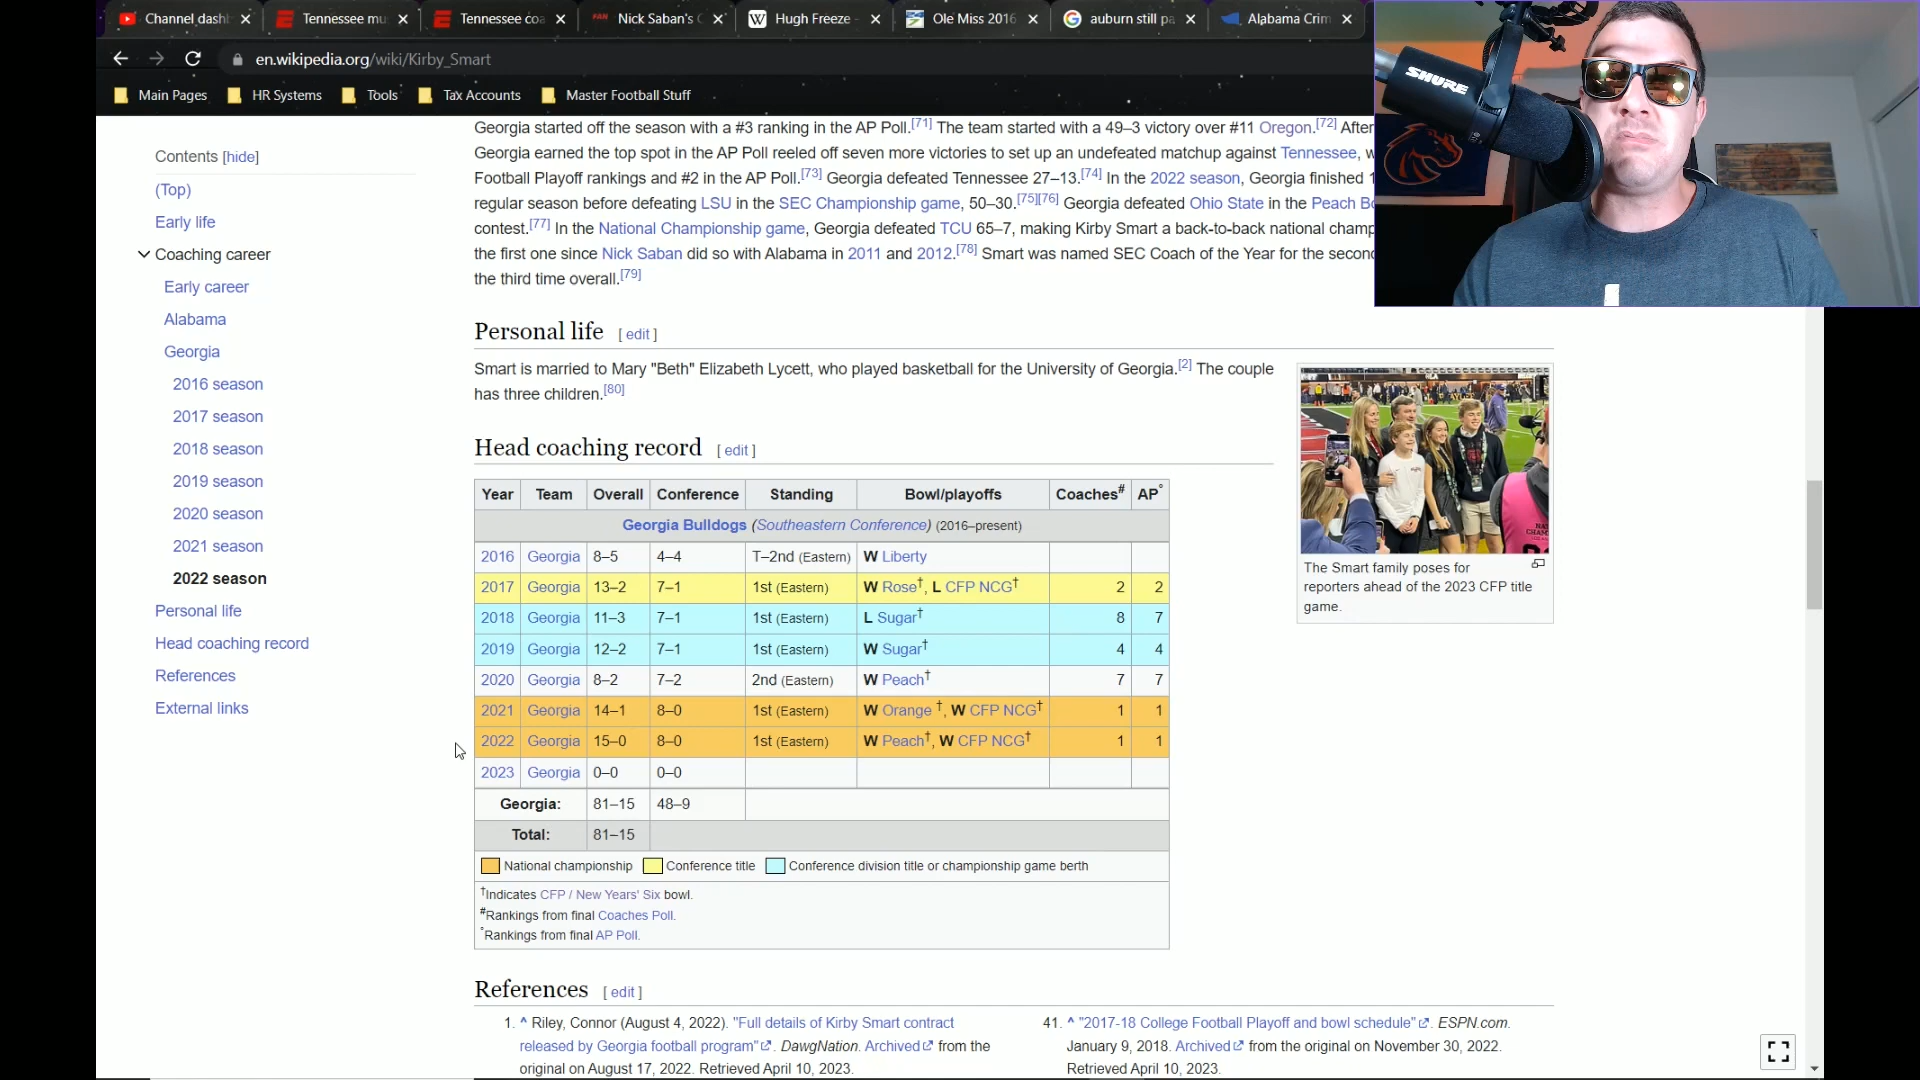 Channel dash
Tennessee mu
Tennessee coa
Nick Saban's C
Hugh Freeze -
Ole Miss 2016
auburn still pa
Alabama Crim
en.wikipedia.org/wiki/Kirby_Smart
Main Pages
HR Systems
Tools
Tax Accounts
Master Football Stuff
SHURE
Contents [hide]
(Top)
Early life
Coaching career
Early career
Alabama
Georgia
2016 season
2017 season
2018 season
2019 season
2020 season
2021 season
2022 season
Personal life
Head coaching record
References
External links
Georgia started off the season with a #3 ranking in the AP Poll.[71] The team started with a 49–3 victory over #11 Oregon.[72] After
Georgia earned the top spot in the AP Poll reeled off seven more victories to set up an undefeated matchup against Tennessee, w
Football Playoff rankings and #2 in the AP Poll.[73] Georgia defeated Tennessee 27–13.[74] In the 2022 season, Georgia finished 1
regular season before defeating LSU in the SEC Championship game, 50–30.[75][76] Georgia defeated Ohio State in the Peach Bo
contest.[77] In the National Championship game, Georgia defeated TCU 65–7, making Kirby Smart a back-to-back national champ
the first one since Nick Saban did so with Alabama in 2011 and 2012.[78] Smart was named SEC Coach of the Year for the second
the third time overall.[79]
Personal life [ edit ]
Smart is married to Mary "Beth" Elizabeth Lycett, who played basketball for the University of Georgia.[2] The couple
has three children.[80]
The Smart family poses for
reporters ahead of the 2023 CFP title
game.
Head coaching record [ edit ]
Year Team Overall Conference Standing Bowl/playoffs Coaches# AP°
Georgia Bulldogs (Southeastern Conference) (2016–present)
2016 Georgia 8–5 4–4 T–2nd (Eastern) W Liberty
2017 Georgia 13–2 7–1 1st (Eastern) W Rose†, L CFP NCG† 2 2
2018 Georgia 11–3 7–1 1st (Eastern) L Sugar† 8 7
2019 Georgia 12–2 7–1 1st (Eastern) W Sugar† 4 4
2020 Georgia 8–2 7–2 2nd (Eastern) W Peach† 7 7
2021 Georgia 14–1 8–0 1st (Eastern) W Orange †, W CFP NCG† 1 1
2022 Georgia 15–0 8–0 1st (Eastern) W Peach†, W CFP NCG† 1 1
2023 Georgia 0–0 0–0
Georgia: 81–15 48–9
Total: 81–15
National championship Conference title Conference division title or championship game berth
†Indicates CFP / New Years' Six bowl.
#Rankings from final Coaches Poll.
°Rankings from final AP Poll.
References [ edit ]
1. ^ Riley, Connor (August 4, 2022). "Full details of Kirby Smart contract
released by Georgia football program". DawgNation. Archived from the
original on August 17, 2022. Retrieved April 10, 2023.
41. ^ "2017-18 College Football Playoff and bowl schedule". ESPN.com.
January 9, 2018. Archived from the original on November 30, 2022.
Retrieved April 10, 2023.